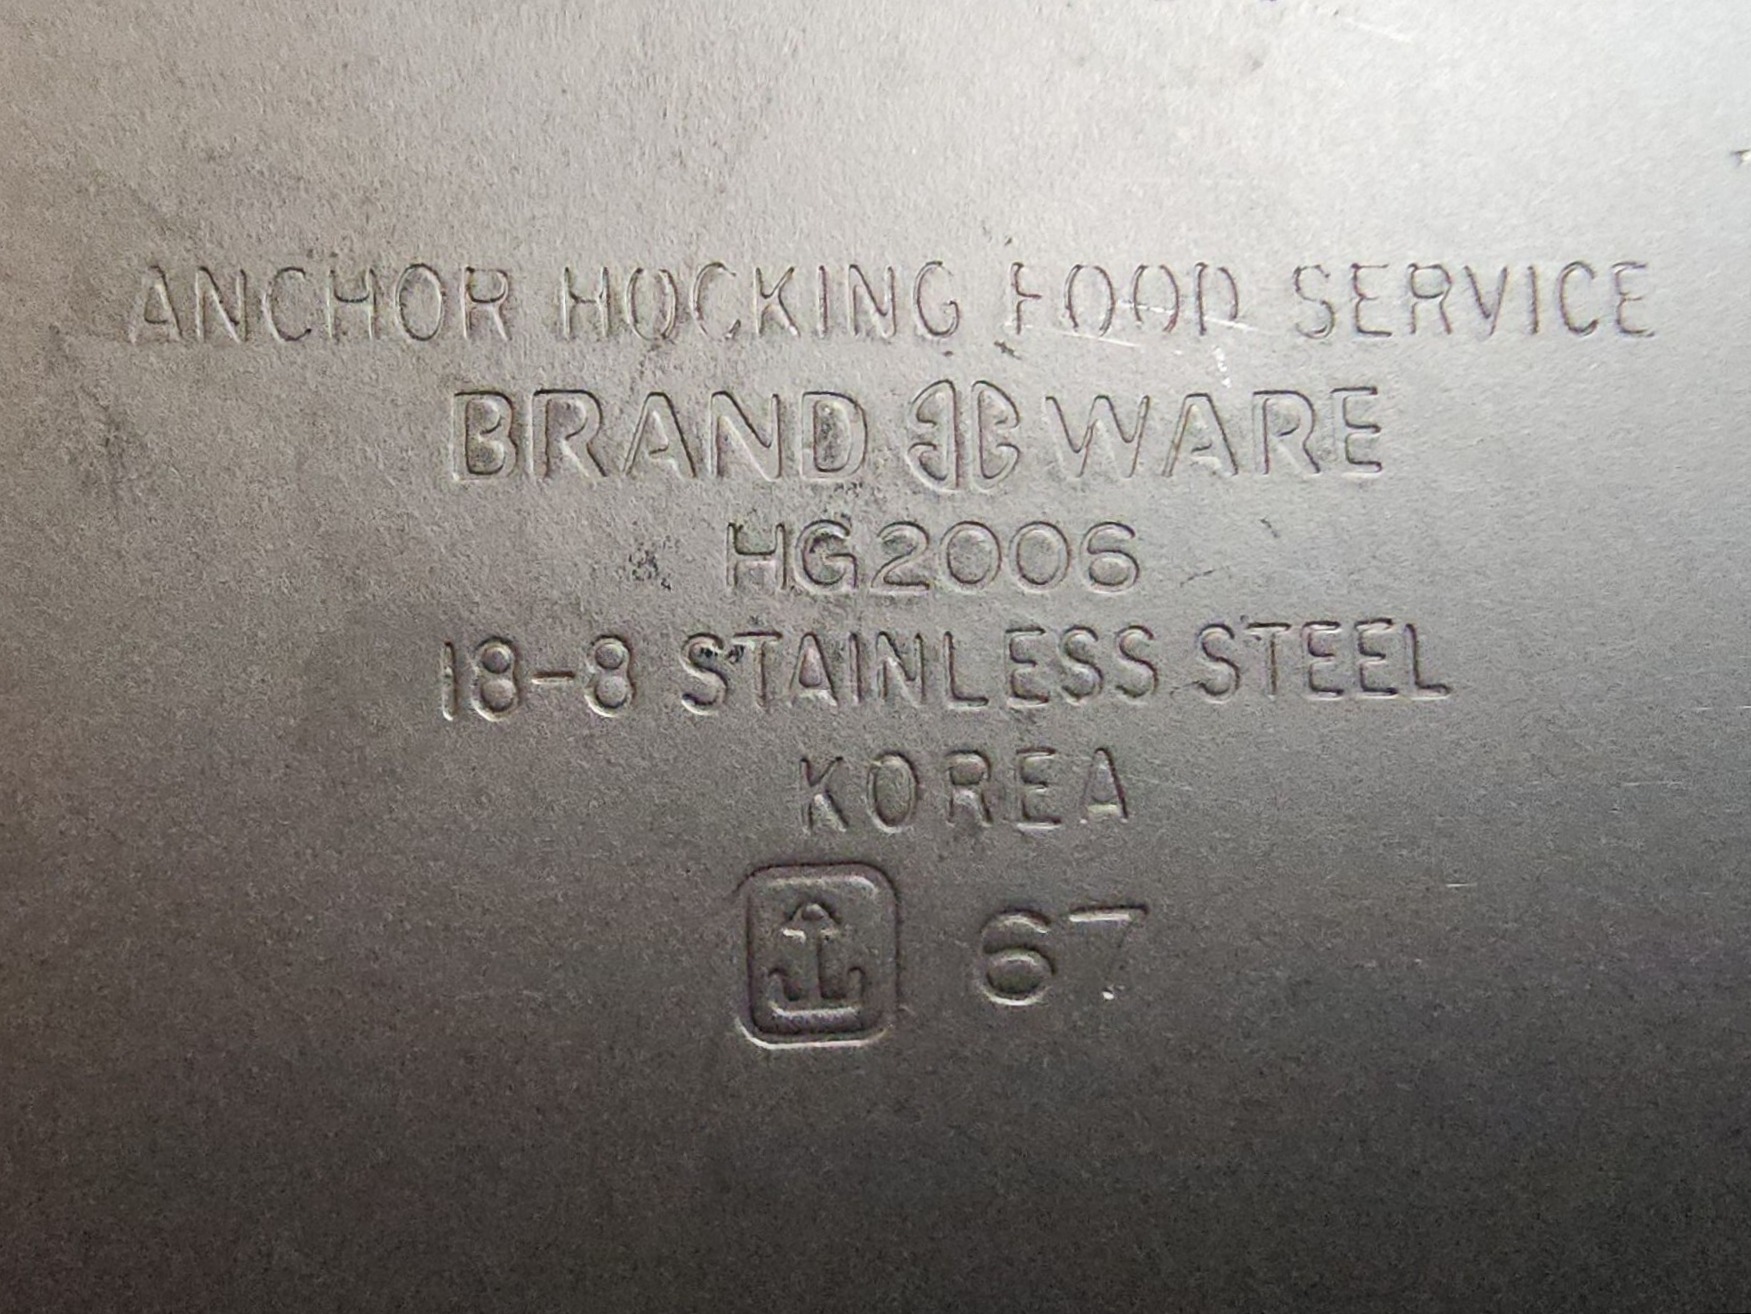 ANCHOR HOCKING FOOD SERVICE
BRAND WARE
HG2006
18-8 STAINLESS STEEL
KOREA
67